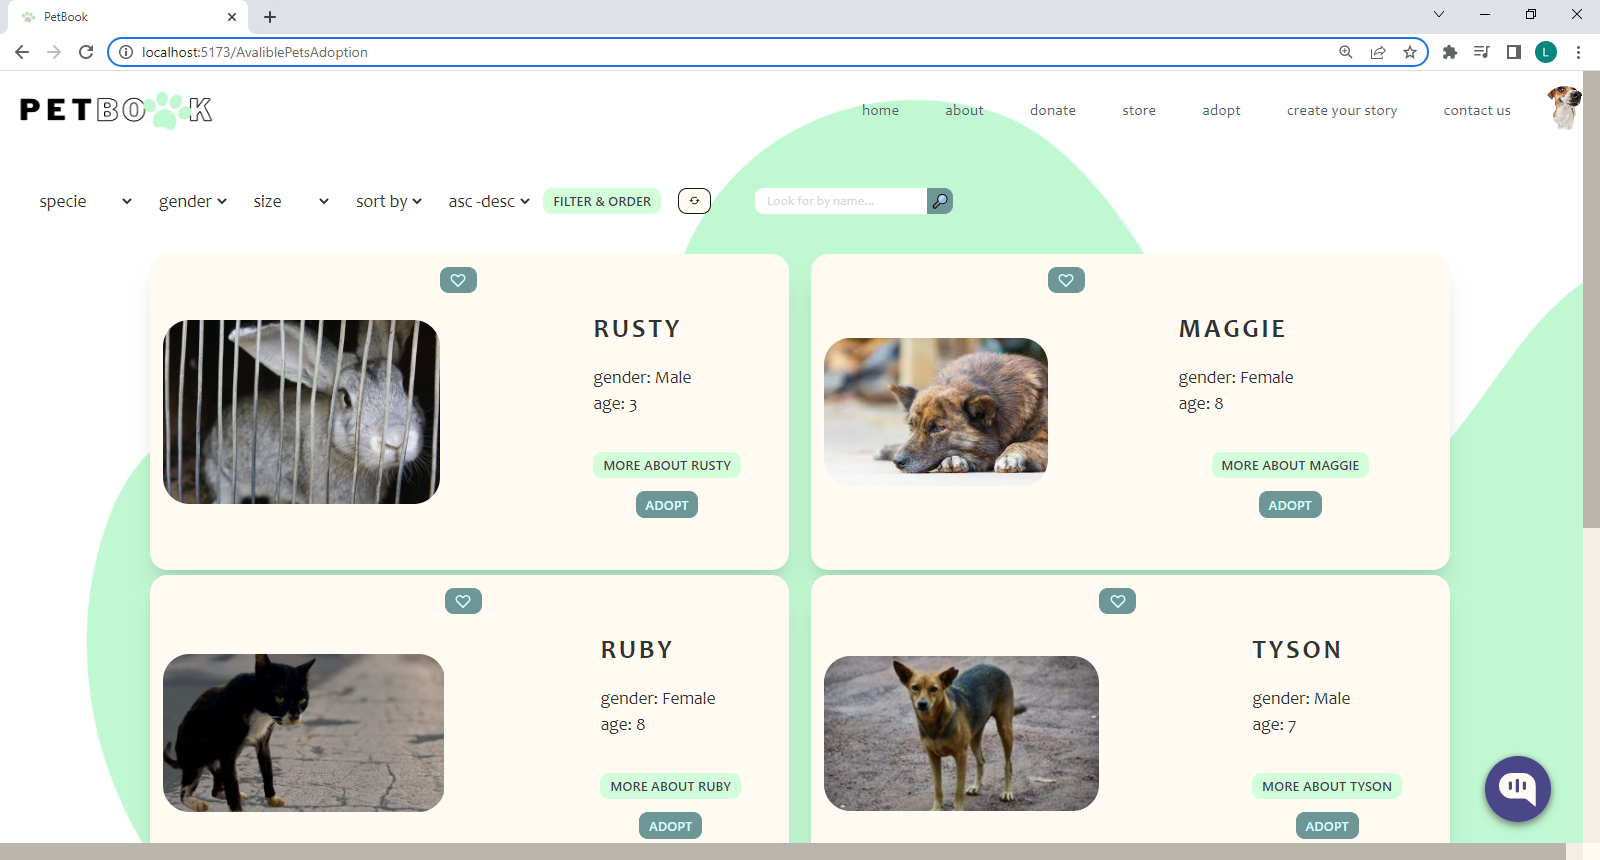 PetBook
localhost:5173/AvaliblePetsAdoption
L
PETBOOK
home about donate store adopt create your story contact us
specie gender size sort by asc -desc FILTER & ORDER Look for by name...
RUSTY
gender: Male
age: 3
MORE ABOUT RUSTY
ADOPT
MAGGIE
gender: Female
age: 8
MORE ABOUT MAGGIE
ADOPT
RUBY
gender: Female
age: 8
MORE ABOUT RUBY
ADOPT
TYSON
gender: Male
age: 7
MORE ABOUT TYSON
ADOPT